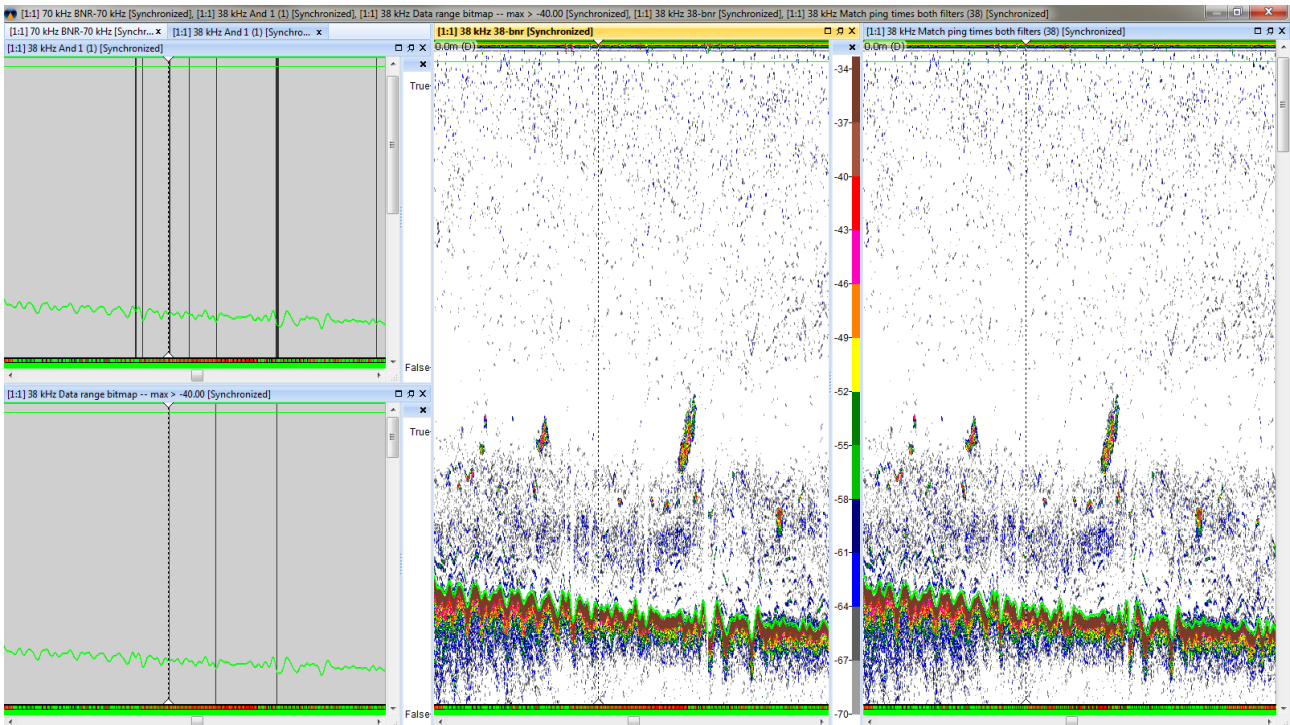 [1:1] 70 kHz BNR-70 kHz [Synchronized], [1:1] 38 kHz And 1 (1) [Synchronized], [1:1] 38 kHz Data range bitmap -- max > -40.00 [Synchronized], [1:1] 38 kHz 38-bnr [Synchronized], [1:1] 38 kHz Match ping times both filters (38) [Synchronized]
[1:1] 70 kHz BNR-70 kHz [Synchr... x
[1:1] 38 kHz And 1 (1) [Synchro... x
[1:1] 38 kHz And 1 (1) [Synchronized]
True
False
[1:1] 38 kHz Data range bitmap -- max > -40.00 [Synchronized]
True
False
[1:1] 38 kHz 38-bnr [Synchronized]
0.0m (D)
-34
-37
-40
-43
-46
-49
-52
-55
-58
-61
-64
-67
-70
[1:1] 38 kHz Match ping times both filters (38) [Synchronized]
0.0m (D)